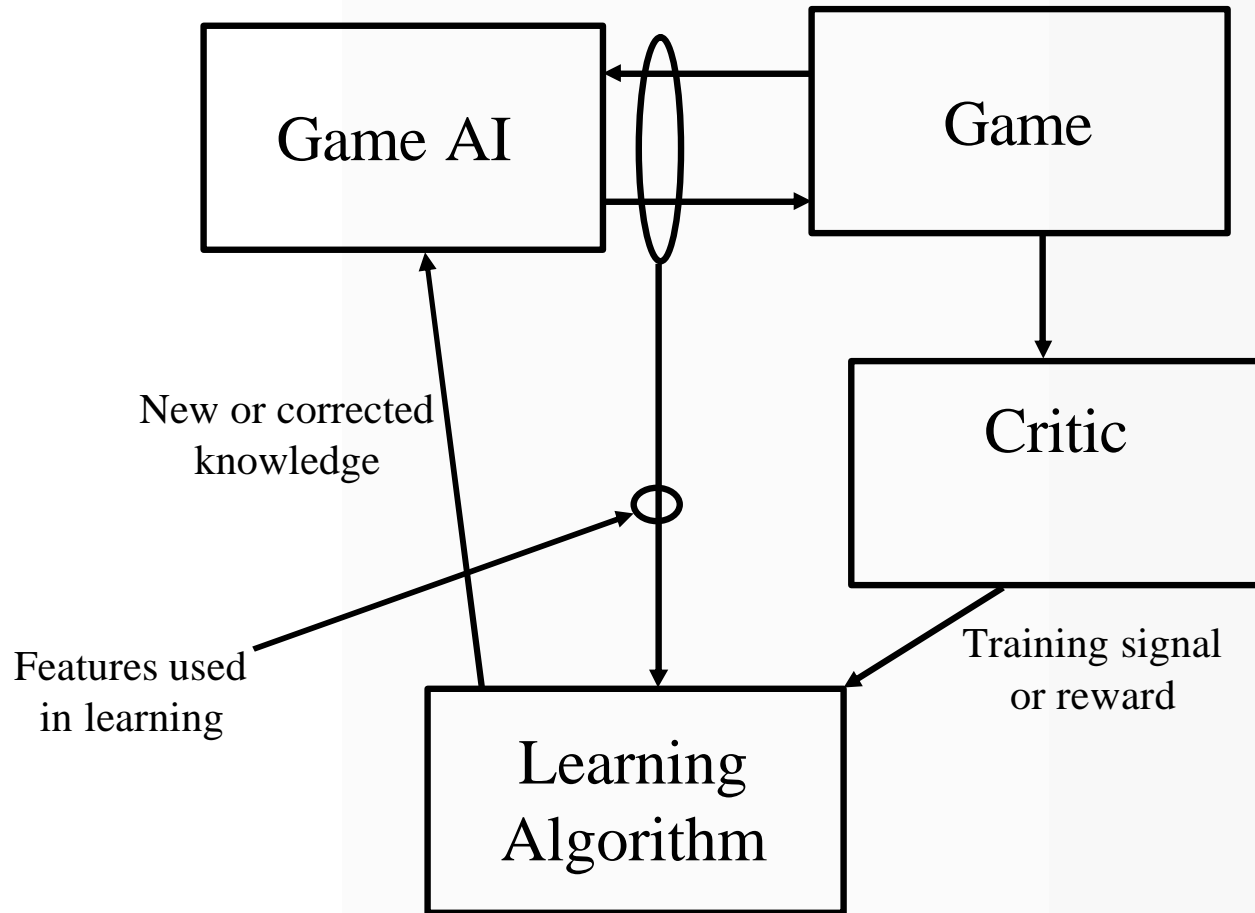 Game AI
Game
New or corrected
knowledge
Critic
Features used
in learning
Training signal
or reward
Learning
Algorithm